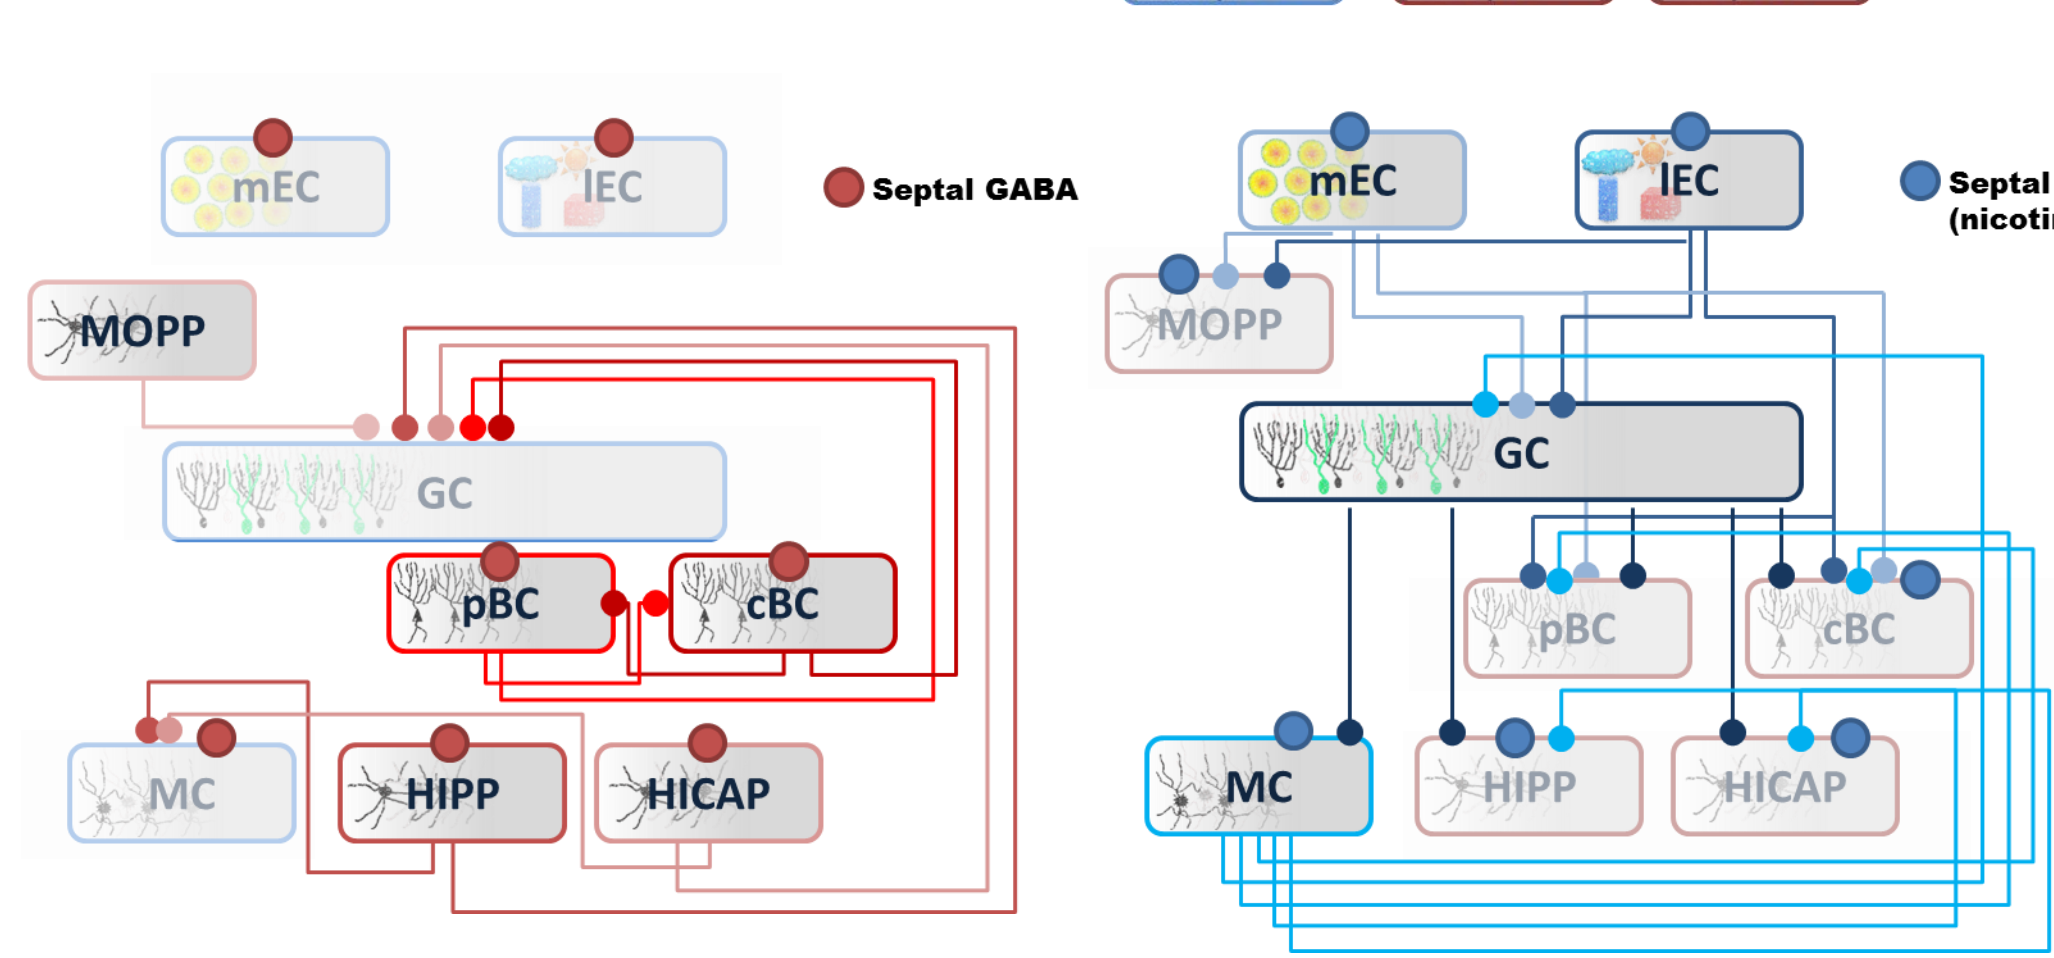 mEC
lEC
Septal GABA
MOPP
GC
pBC
cBC
MC
HIPP
HICAP
mEC
lEC
Septal
MOPP
GC
pBC
cBC
MC
HIPP
HICAP